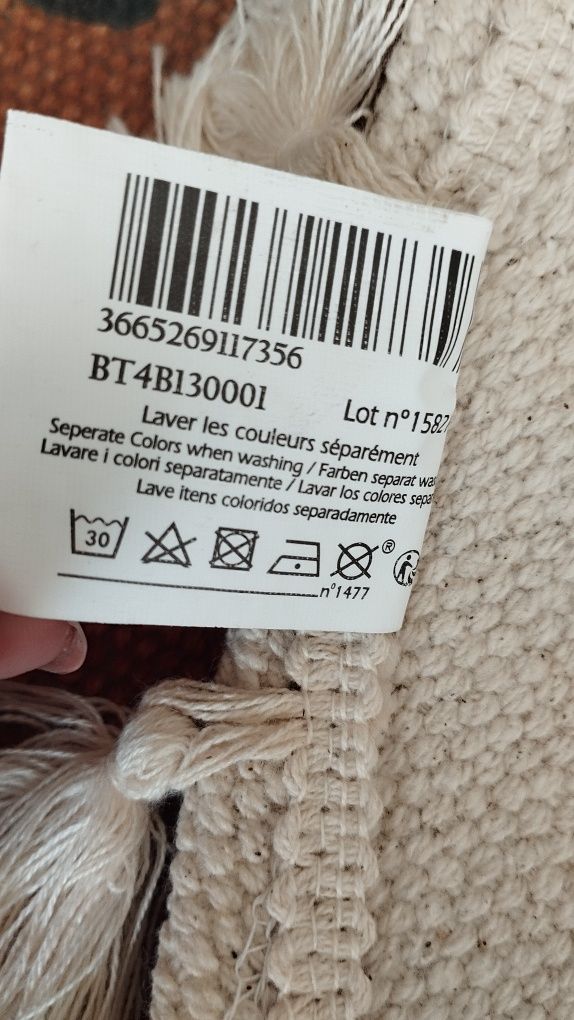 3665269117356
BT4B130001
Lot n°1582
Laver les couleurs séparément
Seperate Colors when washing / Farben separat
Lavare i colori separatamente / Lavar los colores
Lave itens coloridos separadamente
30
®
n°1477